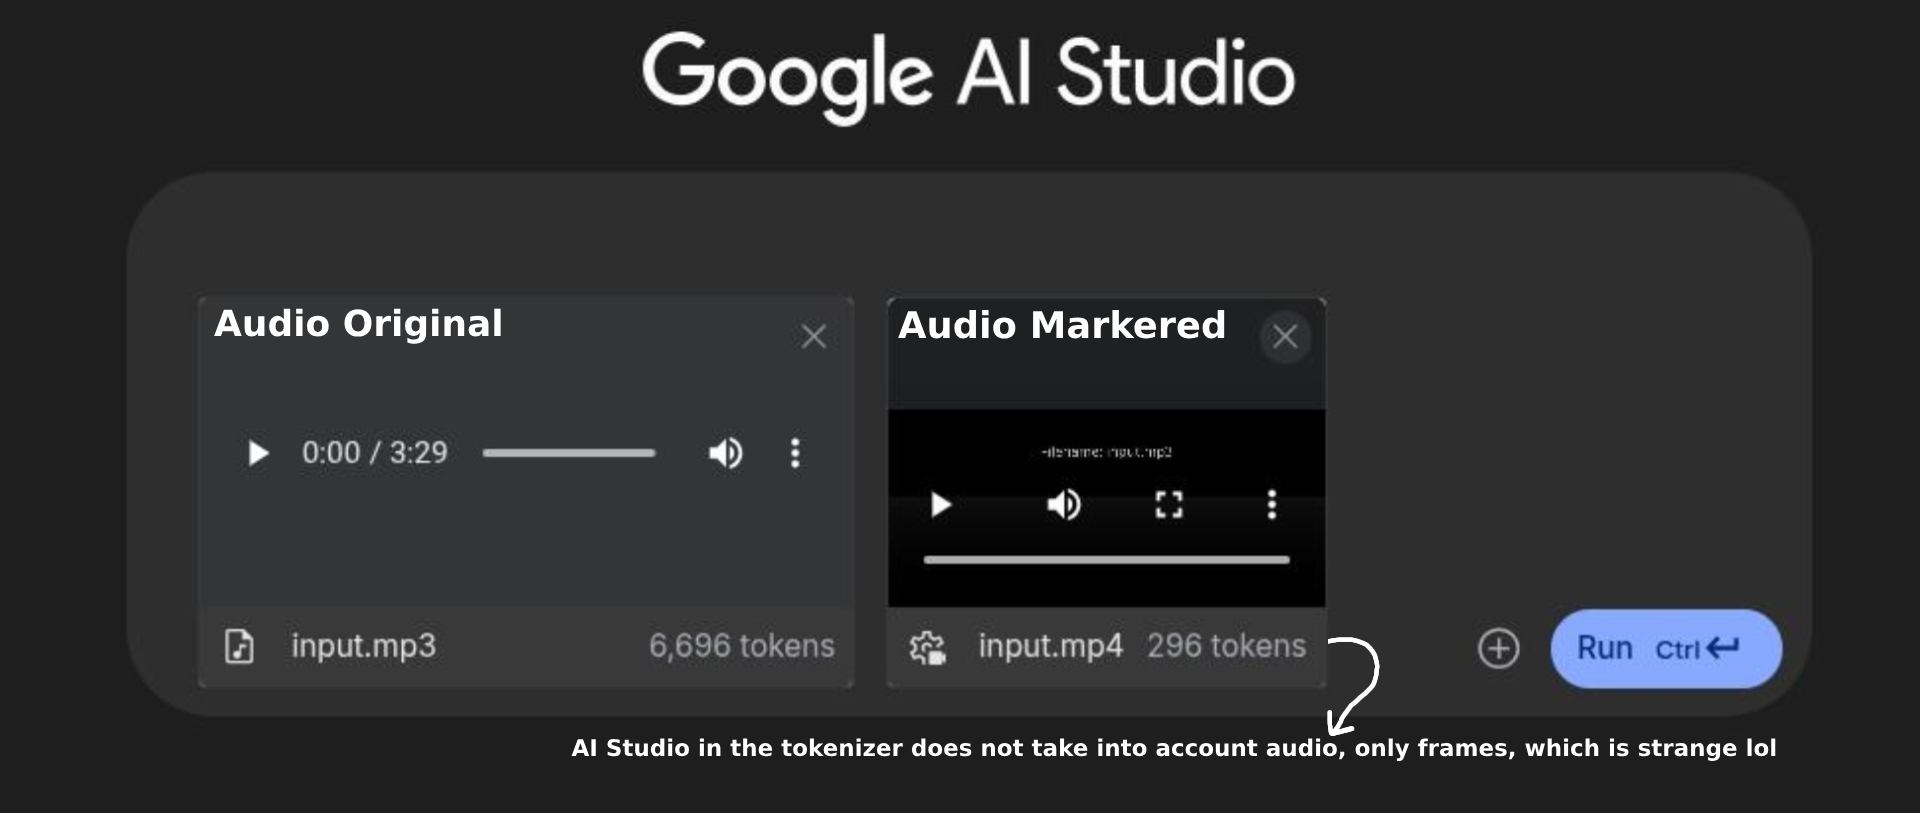 Google AI Studio
Audio Original
Audio Markered
0:00 / 3:29
input.mp3
6,696 tokens
input.mp4
296 tokens
Run Ctrl
AI Studio in the tokenizer does not take into account audio, only frames, which is strange lol